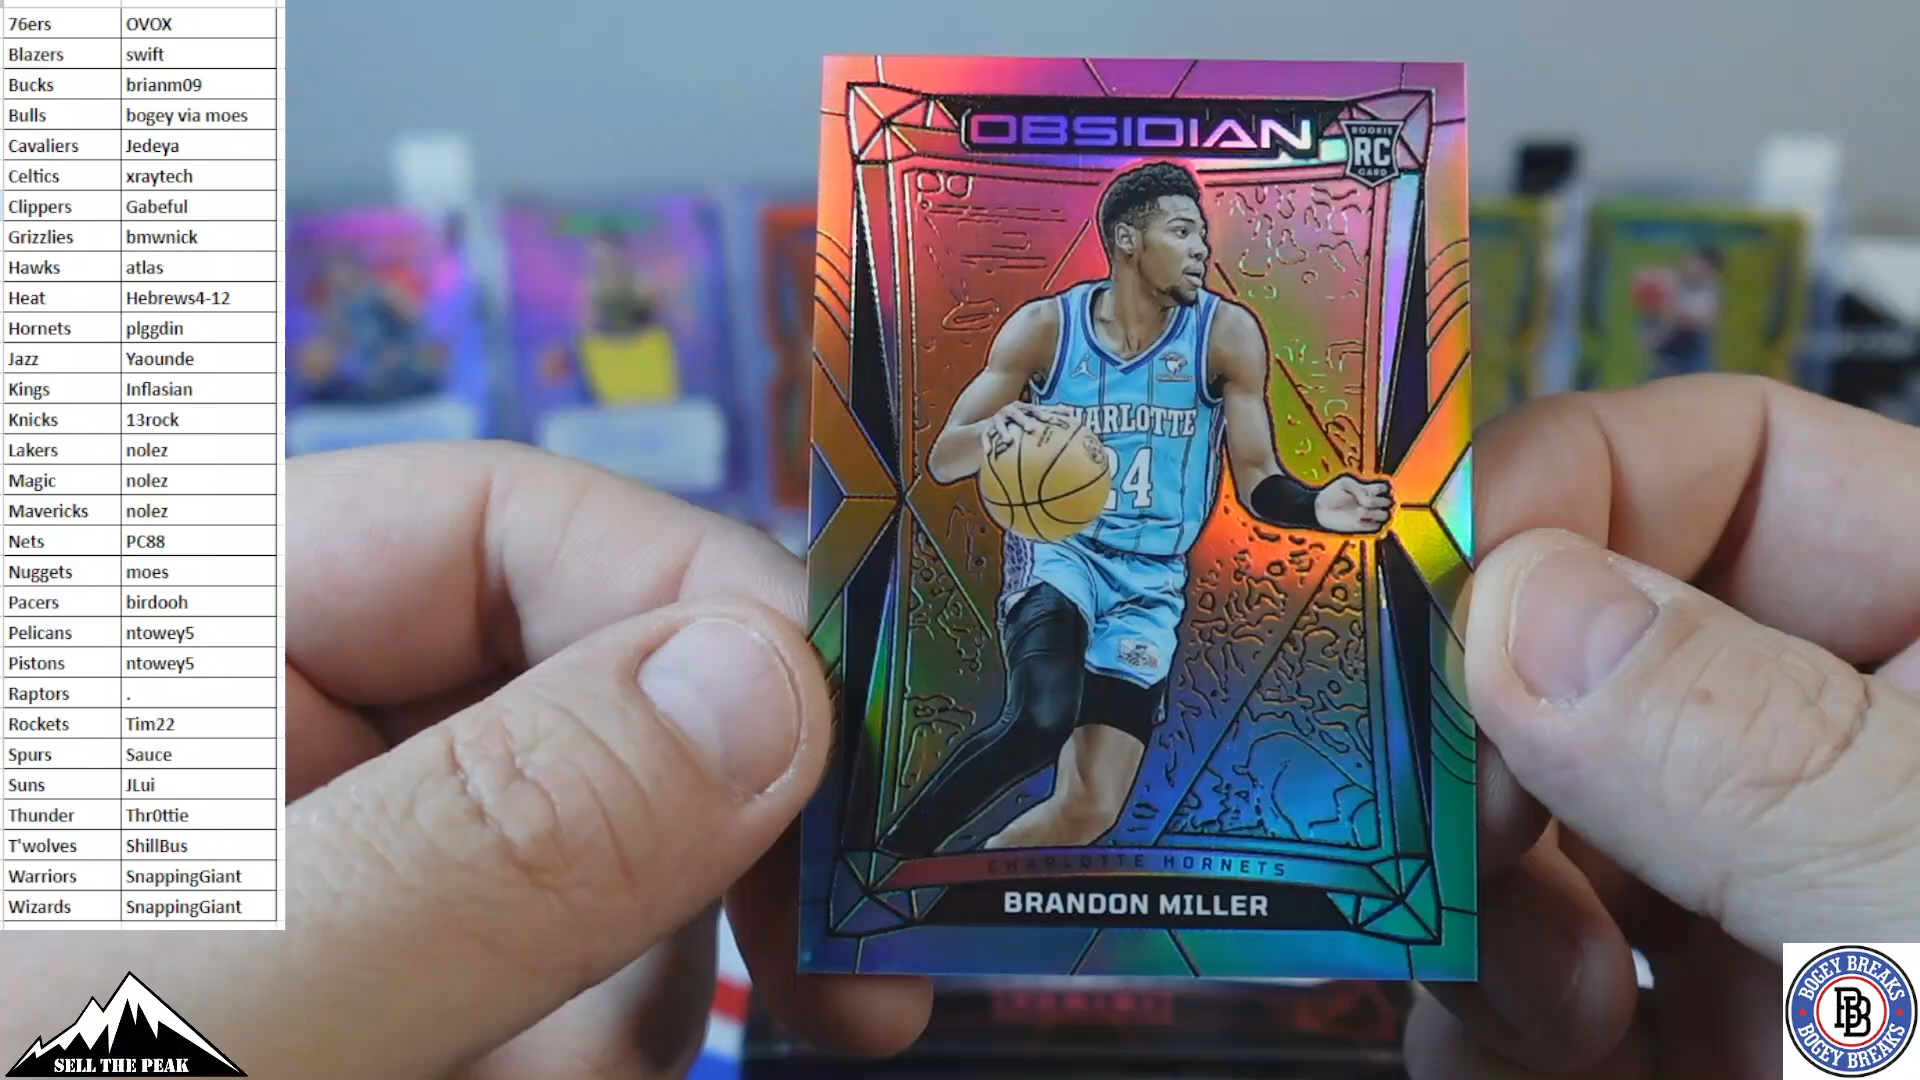 76ers OVOX
Blazers swift
Bucks brianm09
Bulls bogey via moes
Cavaliers Jedeya
Celtics xraytech
Clippers Gabeful
Grizzlies bmwnick
Hawks atlas
Heat Hebrews4-12
Hornets plggdin
Jazz Yaounde
Kings Inflasian
Knicks 13rock
Lakers nolez
Magic nolez
Mavericks nolez
Nets PC88
Nuggets moes
Pacers birdooh
Pelicans ntowey5
Pistons ntowey5
Raptors .
Rockets Tim22
Spurs Sauce
Suns JLui
Thunder Thr0ttie
T'wolves ShillBus
Warriors SnappingGiant
Wizards SnappingGiant
OBSIDIAN
ROOKIE
RC
CARD
CHARLOTTE
24
CHARLOTTE HORNETS
BRANDON MILLER
SELL THE PEAK
BOGEY BREAKS
BB
BOGEY BREAKS